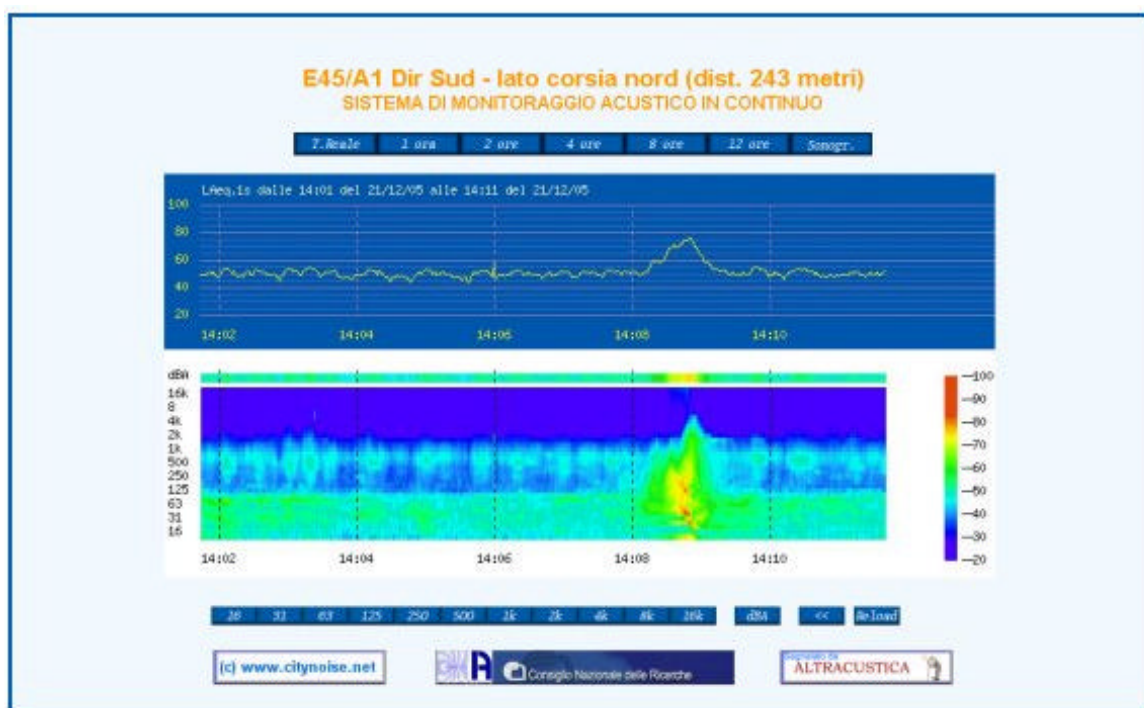 E45/A1 Dir Sud - lato corsia nord (dist. 243 metri)
SISTEMA DI MONITORAGGIO ACUSTICO IN CONTINUO
T.Reale 1 ora 2 ore 4 ore 8 ore 12 ore Sonogr.
LAeq.1s dalle 14:01 del 21/12/05 alle 14:11 del 21/12/05
100
80
60
40
20
14:02 14:04 14:06 14:08 14:10
dBA
16k
8
4k
2k
1k
500
250
125
63
31
16
14:02 14:04 14:06 14:08 14:10
100
90
80
70
60
50
40
30
20
16 31 63 125 250 500 1k 2k 4k 8k 16k dBA << Reload
(c) www.citynoise.net
A Consiglio Nazionale delle Ricerche
Segnalato da
ALTRACUSTICA